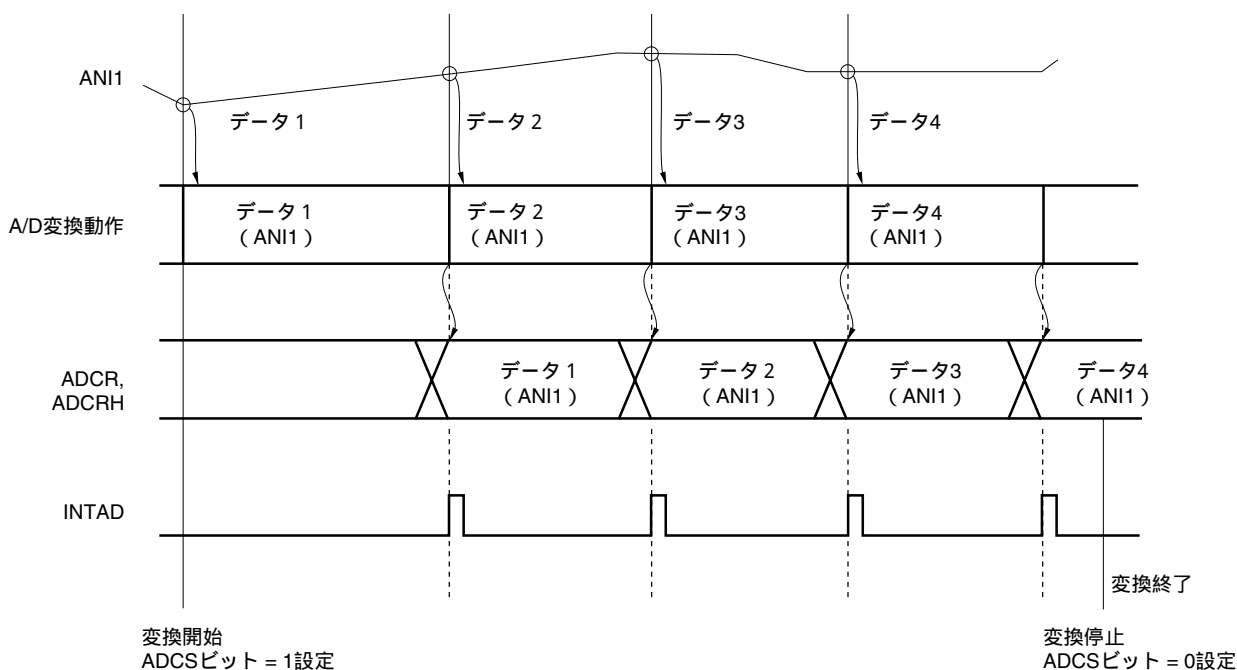 ANI1
データ 1
データ 2
データ3
データ4
A/D変換動作
データ 1
（ ANI1 ）
データ 2
（ ANI1 ）
データ3
（ ANI1 ）
データ4
（ ANI1 ）
ADCR,
ADCRH
データ 1
（ ANI1 ）
データ 2
（ ANI1 ）
データ3
（ ANI1 ）
データ4
（ ANI1 ）
INTAD
変換終了
変換開始
ADCSビット = 1設定
変換停止
ADCSビット = 0設定